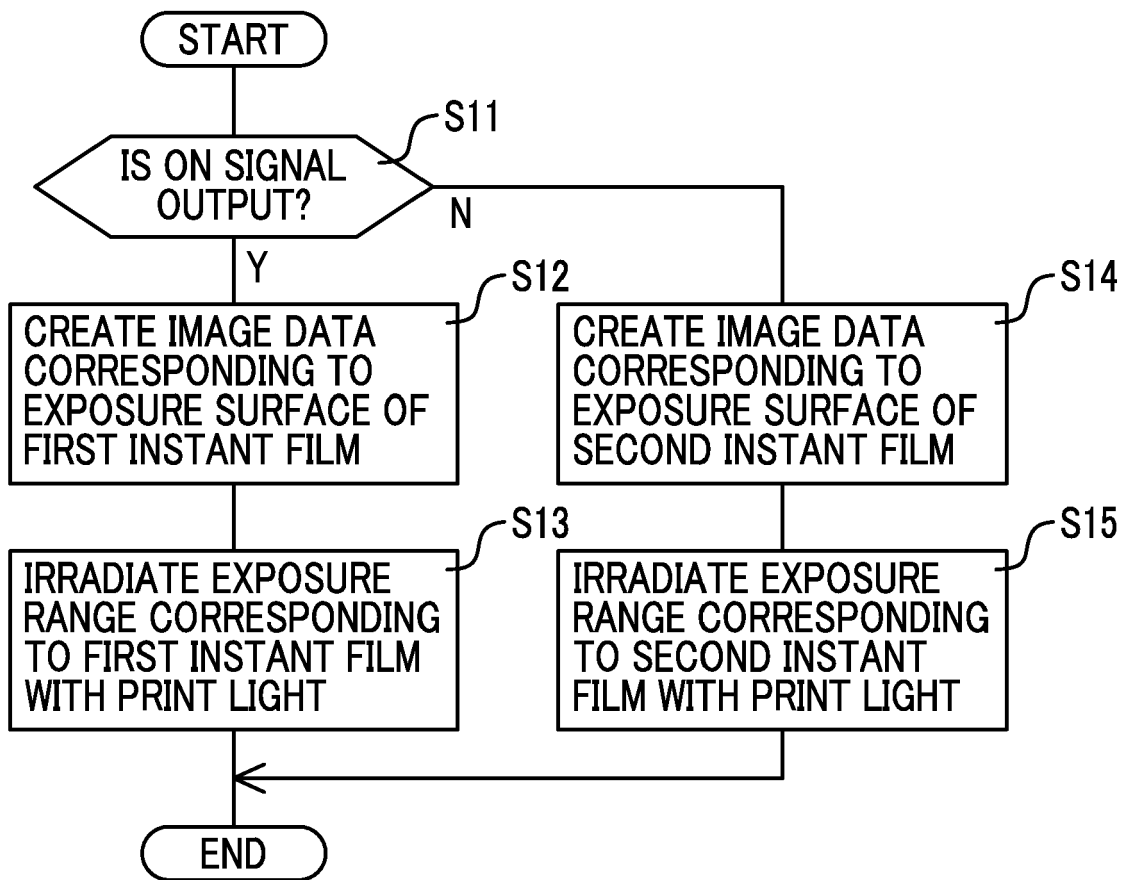 START
S11
IS ON SIGNAL
OUTPUT?
N
Y
S12
CREATE IMAGE DATA
CORRESPONDING TO
EXPOSURE SURFACE OF
FIRST INSTANT FILM
S14
CREATE IMAGE DATA
CORRESPONDING TO
EXPOSURE SURFACE OF
SECOND INSTANT FILM
S13
IRRADIATE EXPOSURE
RANGE CORRESPONDING
TO FIRST INSTANT FILM
WITH PRINT LIGHT
S15
IRRADIATE EXPOSURE
RANGE CORRESPONDING
TO SECOND INSTANT
FILM WITH PRINT LIGHT
END